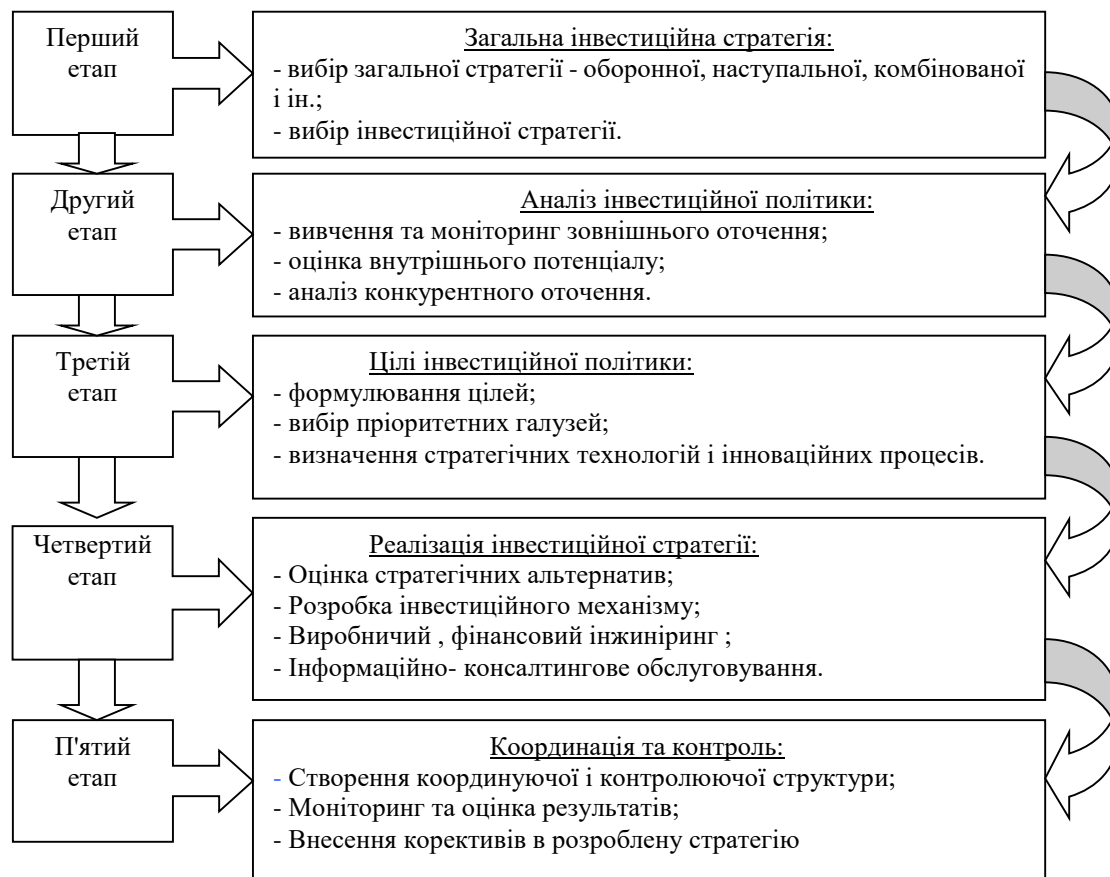 Перший
етап
Загальна інвестиційна стратегія:
- вибір загальної стратегії - оборонної, наступальної, комбінованої
і ін.;
- вибір інвестиційної стратегії.
Другий
етап
Аналіз інвестиційної політики:
- вивчення та моніторинг зовнішнього оточення;
- оцінка внутрішнього потенціалу;
- аналіз конкурентного оточення.
Третій
етап
Цілі інвестиційної політики:
- формулювання цілей;
- вибір пріоритетних галузей;
- визначення стратегічних технологій і інноваційних процесів.
Четвертий
етап
Реалізація інвестиційної стратегії:
- Оцінка стратегічних альтернатив;
- Розробка інвестиційного механізму;
- Виробничий , фінансовий інжиніринг ;
- Інформаційно- консалтингове обслуговування.
П'ятий
етап
Координація та контроль:
- Створення координуючої і контролюючої структури;
- Моніторинг та оцінка результатів;
- Внесення корективів в розроблену стратегію